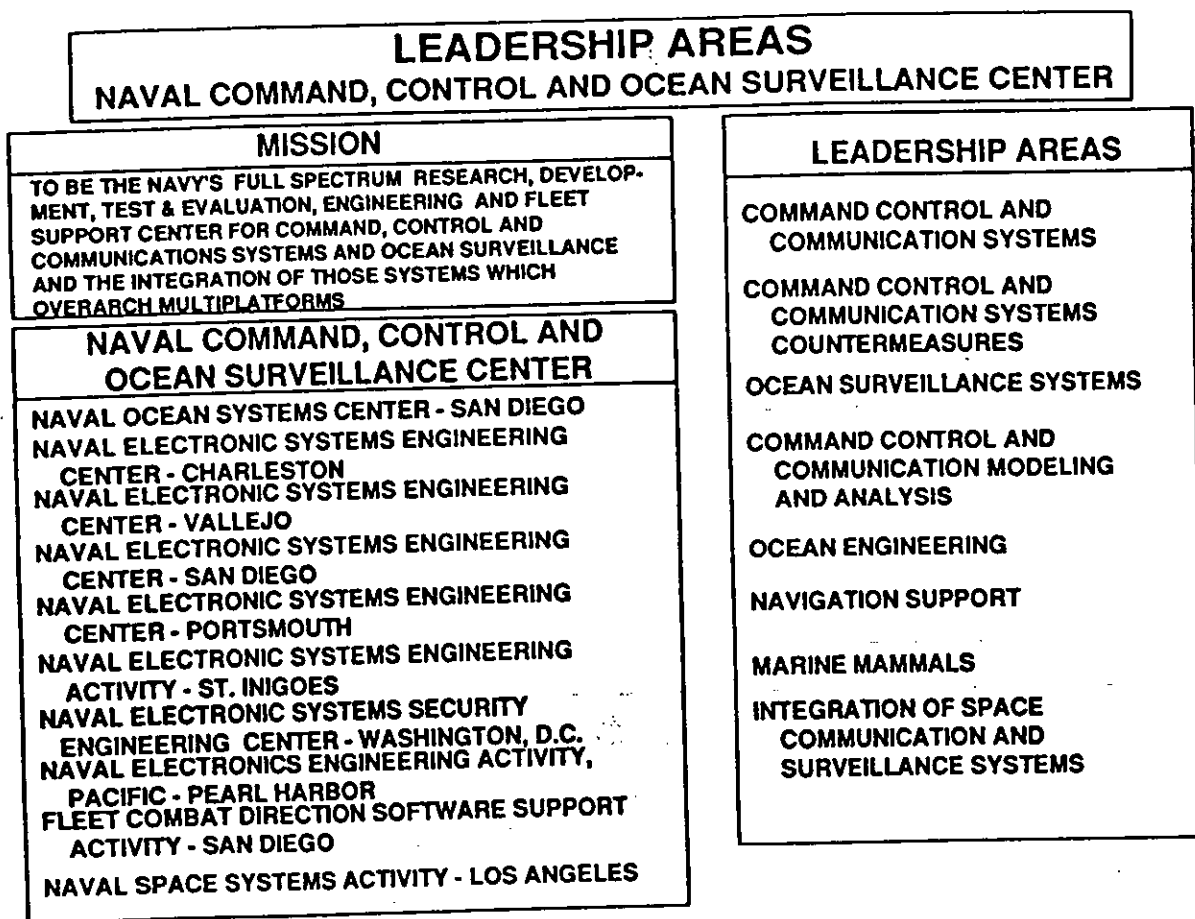 LEADERSHIP AREAS
NAVAL COMMAND, CONTROL AND OCEAN SURVEILLANCE CENTER
MISSION
TO BE THE NAVY'S FULL SPECTRUM RESEARCH, DEVELOP-
MENT, TEST & EVALUATION, ENGINEERING AND FLEET
SUPPORT CENTER FOR COMMAND, CONTROL AND
COMMUNICATIONS SYSTEMS AND OCEAN SURVEILLANCE
AND THE INTEGRATION OF THOSE SYSTEMS WHICH
OVERARCH MULTIPLATFORMS
NAVAL COMMAND, CONTROL AND
OCEAN SURVEILLANCE CENTER
NAVAL OCEAN SYSTEMS CENTER - SAN DIEGO
NAVAL ELECTRONIC SYSTEMS ENGINEERING
CENTER - CHARLESTON
NAVAL ELECTRONIC SYSTEMS ENGINEERING
CENTER - VALLEJO
NAVAL ELECTRONIC SYSTEMS ENGINEERING
CENTER - SAN DIEGO
NAVAL ELECTRONIC SYSTEMS ENGINEERING
CENTER - PORTSMOUTH
NAVAL ELECTRONIC SYSTEMS ENGINEERING
ACTIVITY - ST. INIGOES
NAVAL ELECTRONIC SYSTEMS SECURITY
ENGINEERING CENTER - WASHINGTON, D.C.
NAVAL ELECTRONICS ENGINEERING ACTIVITY,
PACIFIC - PEARL HARBOR
FLEET COMBAT DIRECTION SOFTWARE SUPPORT
ACTIVITY - SAN DIEGO
NAVAL SPACE SYSTEMS ACTIVITY - LOS ANGELES
LEADERSHIP AREAS
COMMAND CONTROL AND
COMMUNICATION SYSTEMS
COMMAND CONTROL AND
COMMUNICATION SYSTEMS
COUNTERMEASURES
OCEAN SURVEILLANCE SYSTEMS
COMMAND CONTROL AND
COMMUNICATION MODELING
AND ANALYSIS
OCEAN ENGINEERING
NAVIGATION SUPPORT
MARINE MAMMALS
INTEGRATION OF SPACE
COMMUNICATION AND
SURVEILLANCE SYSTEMS